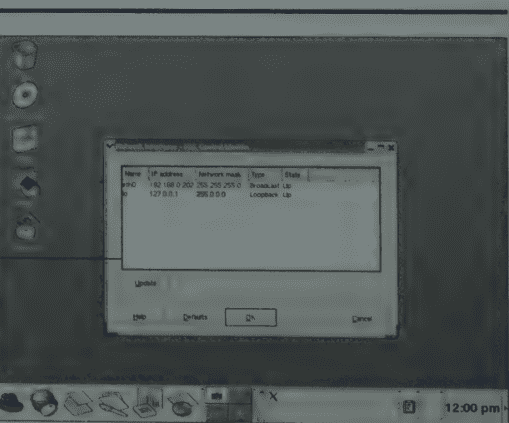 Name IP address Network mask Type State
eth0 192.168.0.202 255.255.255.0 Broadcast Up
lo 127.0.0.1 255.0.0.0 Loopback Up
Update
Help Defaults Ok Cancel
12:00 pm